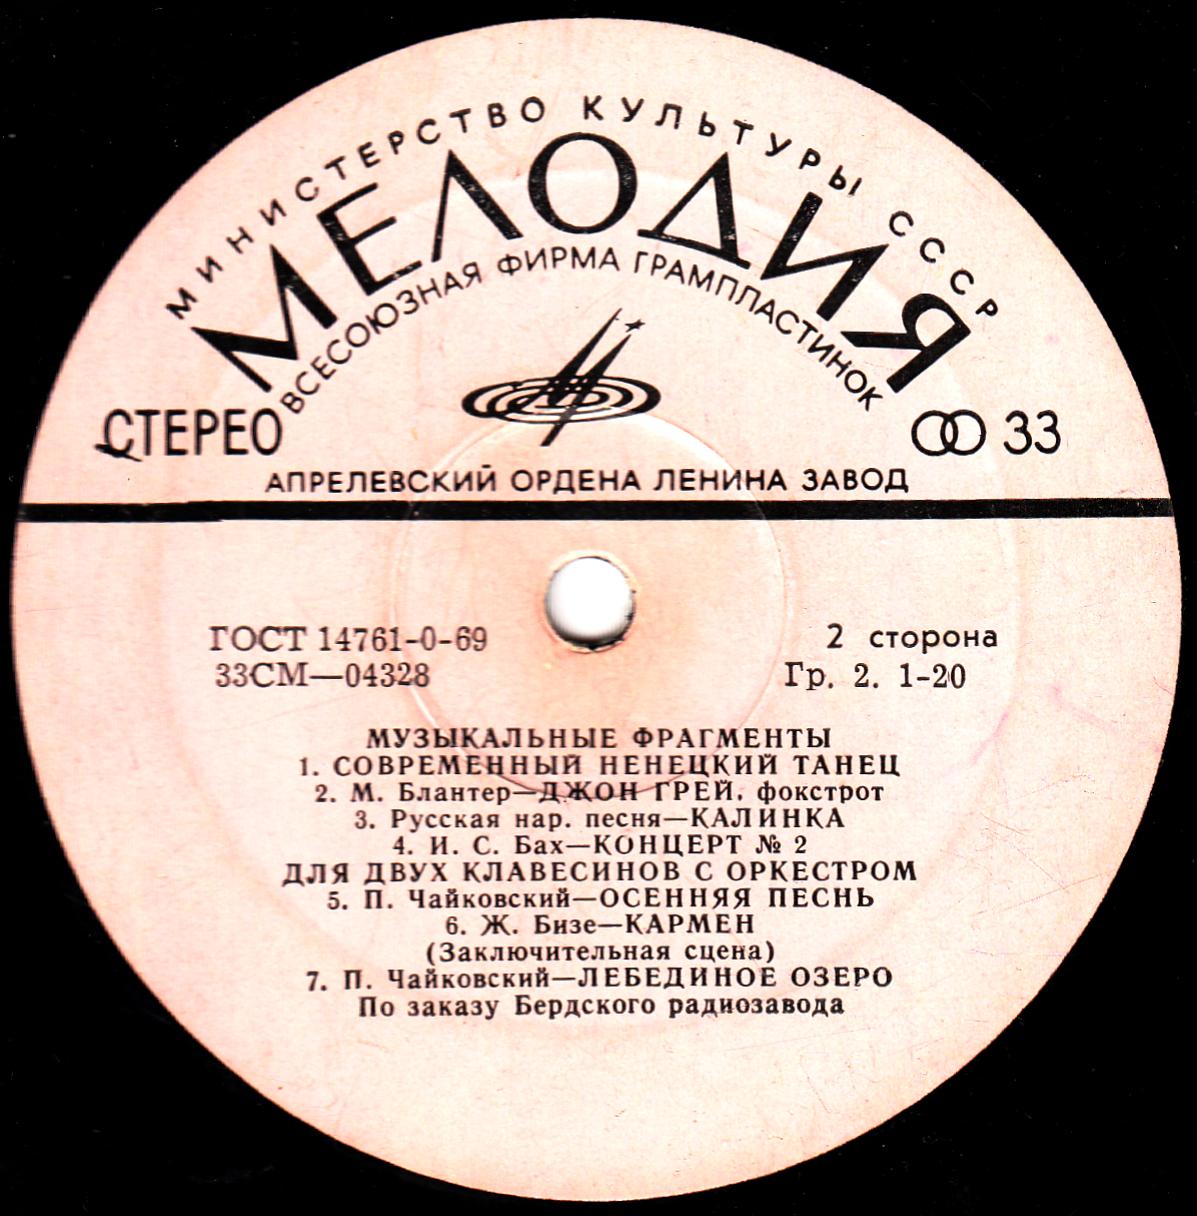 МИНИСТЕРСТВО КУЛЬТУРЫ СССР
МЕЛОДИЯ
ВСЕСОЮЗНАЯ ФИРМА ГРАМПЛАСТИНОК
СТЕРЕО
33
АПРЕЛЕВСКИЙ ОРДЕНА ЛЕНИНА ЗАВОД
ГОСТ 14761-0-69
2 сторона
33СМ—04328
Гр. 2. 1-20
МУЗЫКАЛЬНЫЕ ФРАГМЕНТЫ
1. СОВРЕМЕННЫЙ НЕНЕЦКИЙ ТАНЕЦ
2. М. Блантер—ДЖОН ГРЕЙ, фокстрот
3. Русская нар. песня—КАЛИНКА
4. И. С. Бах—КОНЦЕРТ № 2
ДЛЯ ДВУХ КЛАВЕСИНОВ С ОРКЕСТРОМ
5. П. Чайковский—ОСЕННЯЯ ПЕСНЬ
6. Ж. Бизе—КАРМЕН
(Заключительная сцена)
7. П. Чайковский—ЛЕБЕДИНОЕ ОЗЕРО
По заказу Бердского радиозавода